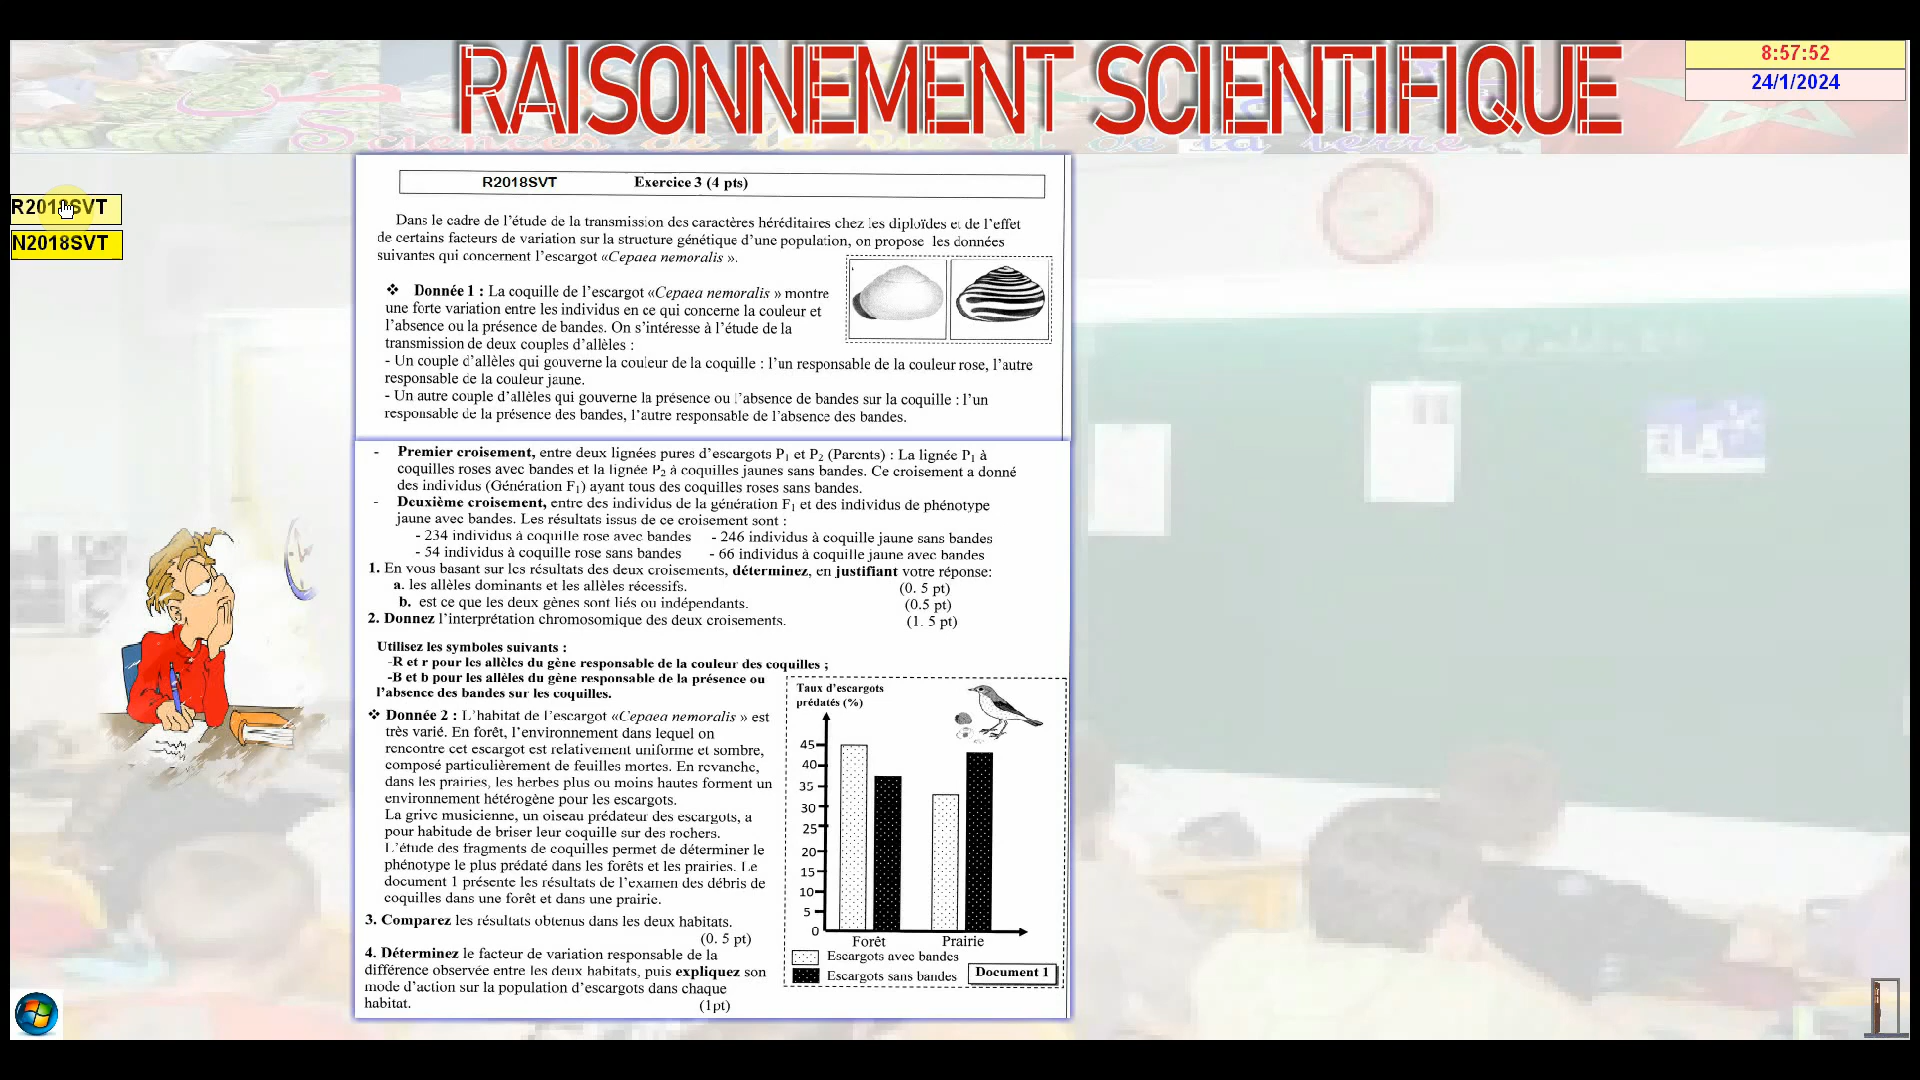 RAISONNEMENT SCIENTIFIQUE
8:57:52
24/1/2024
Sciences de la vie et de la terre
R2018SVT
N2018SVT
R2018SVT Exercice 3 (4 pts)
Dans le cadre de l'étude de la transmission des caractères héréditaires chez les diploïdes et de l'effet
de certains facteurs de variation sur la structure génétique d'une population, on propose les données
suivantes qui concernent l'escargot «Cepaea nemoralis ».
❖ Donnée 1 : La coquille de l'escargot «Cepaea nemoralis » montre
une forte variation entre les individus en ce qui concerne la couleur et
l'absence ou la présence de bandes. On s'intéresse à l'étude de la
transmission de deux couples d'allèles :
- Un couple d'allèles qui gouverne la couleur de la coquille : l'un responsable de la couleur rose, l'autre
responsable de la couleur jaune.
- Un autre couple d'allèles qui gouverne la présence ou l'absence de bandes sur la coquille : l'un
responsable de la présence des bandes, l'autre responsable de l'absence des bandes.
- Premier croisement, entre deux lignées pures d'escargots P1 et P2 (Parents) : La lignée P1 à
coquilles roses avec bandes et la lignée P2 à coquilles jaunes sans bandes. Ce croisement a donné
des individus (Génération F1) ayant tous des coquilles roses sans bandes.
- Deuxième croisement, entre des individus de la génération F1 et des individus de phénotype
jaune avec bandes. Les résultats issus de ce croisement sont :
- 234 individus à coquille rose avec bandes - 246 individus à coquille jaune sans bandes
- 54 individus à coquille rose sans bandes - 66 individus à coquille jaune avec bandes
1. En vous basant sur les résultats des deux croisements, déterminez, en justifiant votre réponse:
a. les allèles dominants et les allèles récessifs. (0. 5 pt)
b. est ce que les deux gènes sont liés ou indépendants. (0.5 pt)
2. Donnez l'interprétation chromosomique des deux croisements. (1. 5 pt)
Utilisez les symboles suivants :
-R et r pour les allèles du gène responsable de la couleur des coquilles ;
-B et b pour les allèles du gène responsable de la présence ou
l'absence des bandes sur les coquilles.
❖ Donnée 2 : L'habitat de l'escargot «Cepaea nemoralis » est
très varié. En forêt, l'environnement dans lequel on
rencontre cet escargot est relativement uniforme et sombre,
composé particulièrement de feuilles mortes. En revanche,
dans les prairies, les herbes plus ou moins hautes forment un
environnement hétérogène pour les escargots.
La grive musicienne, un oiseau prédateur des escargots, a
pour habitude de briser leur coquille sur des rochers.
L'étude des fragments de coquilles permet de déterminer le
phénotype le plus prédaté dans les forêts et les prairies. Le
document 1 présente les résultats de l'examen des débris de
coquilles dans une forêt et dans une prairie.
3. Comparez les résultats obtenus dans les deux habitats.
(0. 5 pt)
4. Déterminez le facteur de variation responsable de la
différence observée entre les deux habitats, puis expliquez son
mode d'action sur la population d'escargots dans chaque
habitat. (1pt)
Taux d'escargots
prédatés (%)
45
40
35
30
25
20
15
10
5
0
Forêt Prairie
Escargots avec bandes
Escargots sans bandes
Document 1